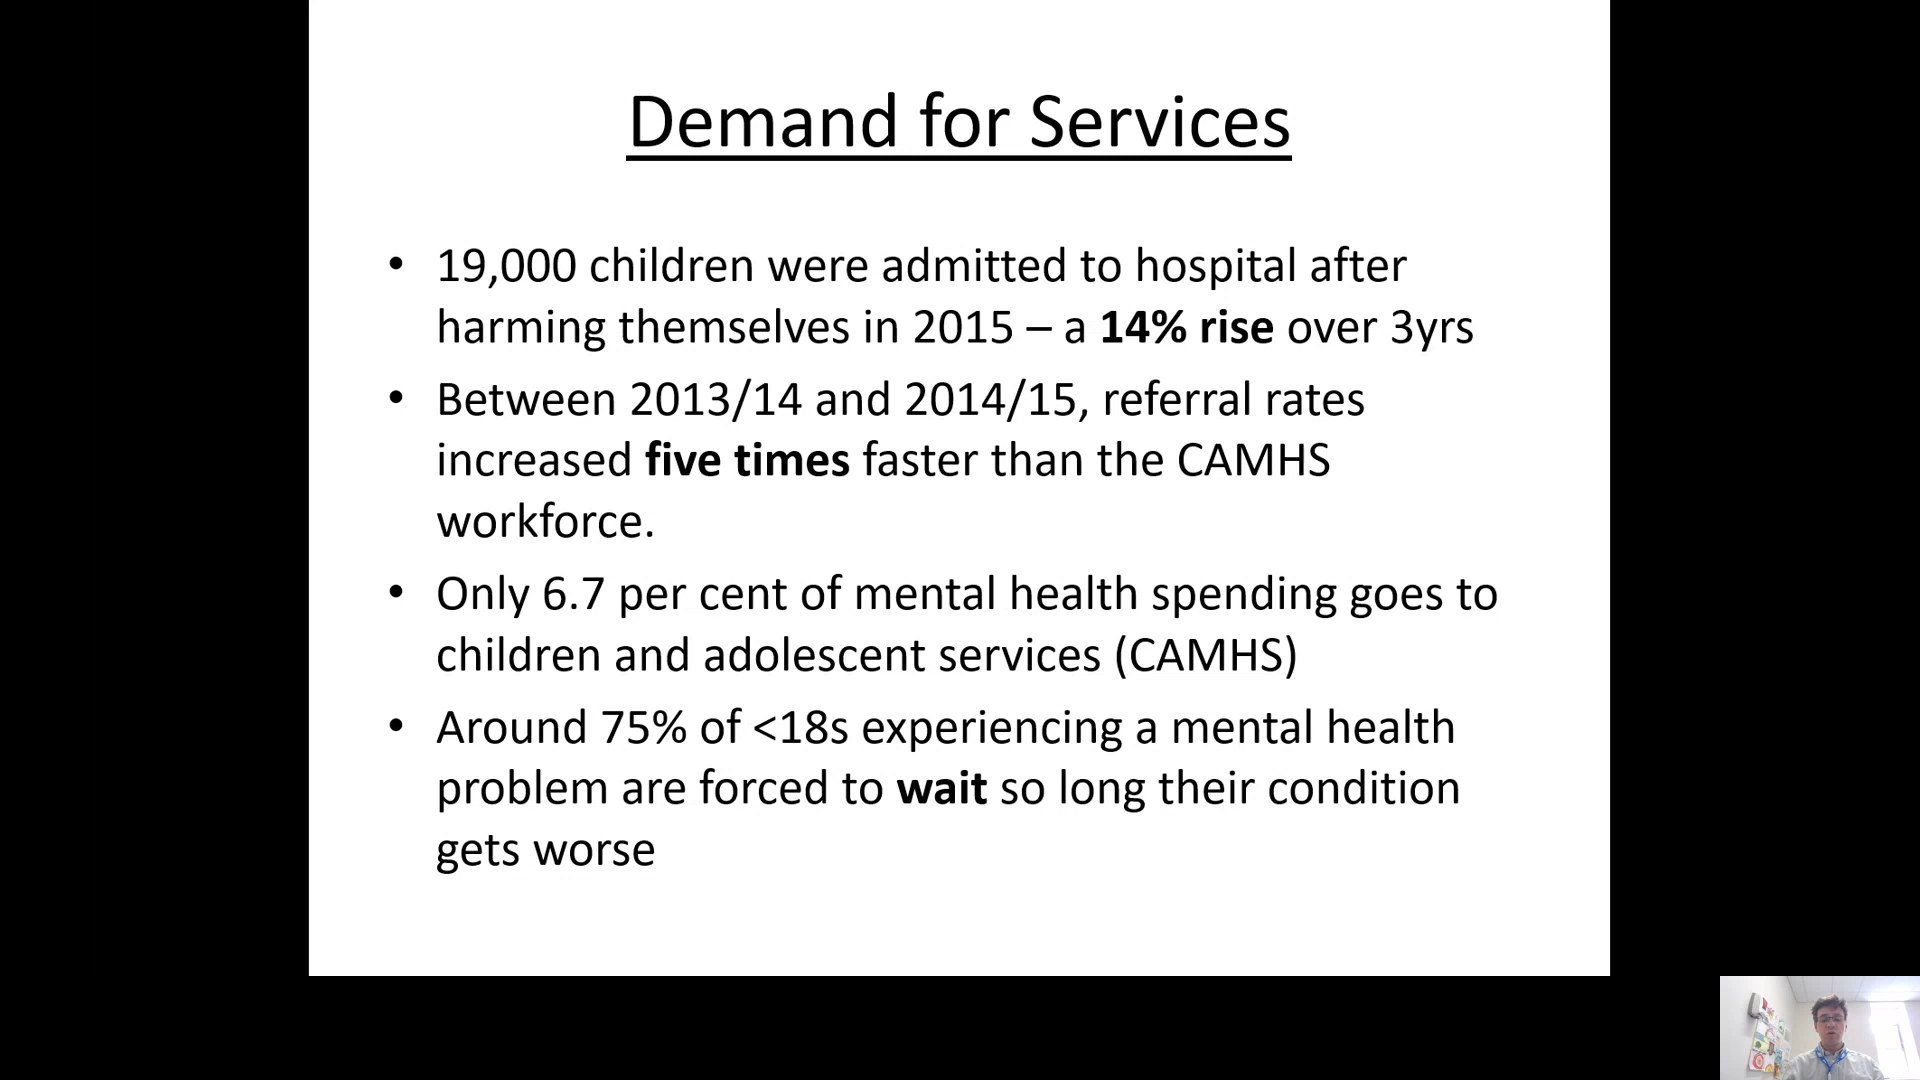 Demand for Services
• 19,000 children were admitted to hospital after
harming themselves in 2015 – a 14% rise over 3yrs
• Between 2013/14 and 2014/15, referral rates
increased five times faster than the CAMHS
workforce.
• Only 6.7 per cent of mental health spending goes to
children and adolescent services (CAMHS)
• Around 75% of <18s experiencing a mental health
problem are forced to wait so long their condition
gets worse